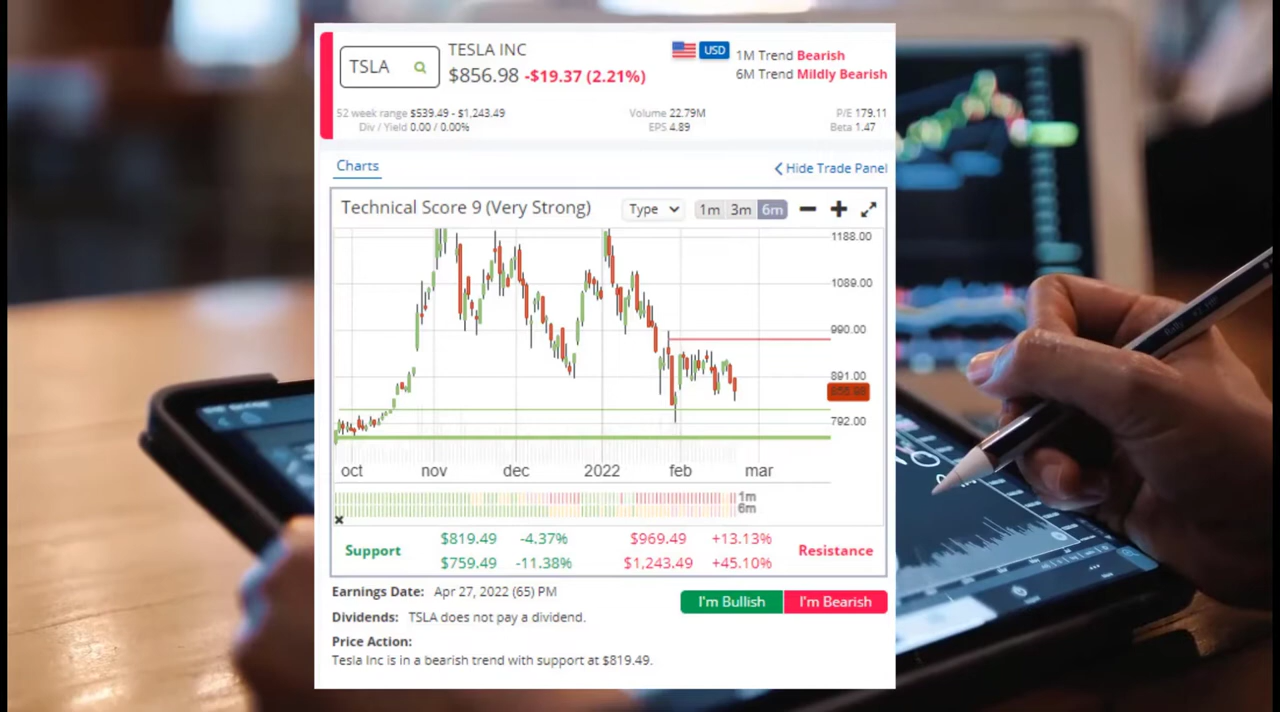 TSLA
TESLA INC
$856.98 -$19.37 (2.21%)
USD
1M Trend Bearish
6M Trend Mildly Bearish
52 week range $539.49 - $1,243.49
Volume 22.79M
P/E 179.11
Div / Yield 0.00 / 0.00%
EPS 4.89
Beta 1.47
Charts
Hide Trade Panel
Technical Score 9 (Very Strong)
Type
1m 3m 6m
1188.00
1089.00
990.00
891.00
856.98
792.00
oct nov dec 2022 feb mar
1m
6m
Support
$819.49 -4.37%
$759.49 -11.38%
$969.49 +13.13%
$1,243.49 +45.10%
Resistance
Earnings Date: Apr 27, 2022 (65) PM
I'm Bullish
I'm Bearish
Dividends: TSLA does not pay a dividend.
Price Action:
Tesla Inc is in a bearish trend with support at $819.49.